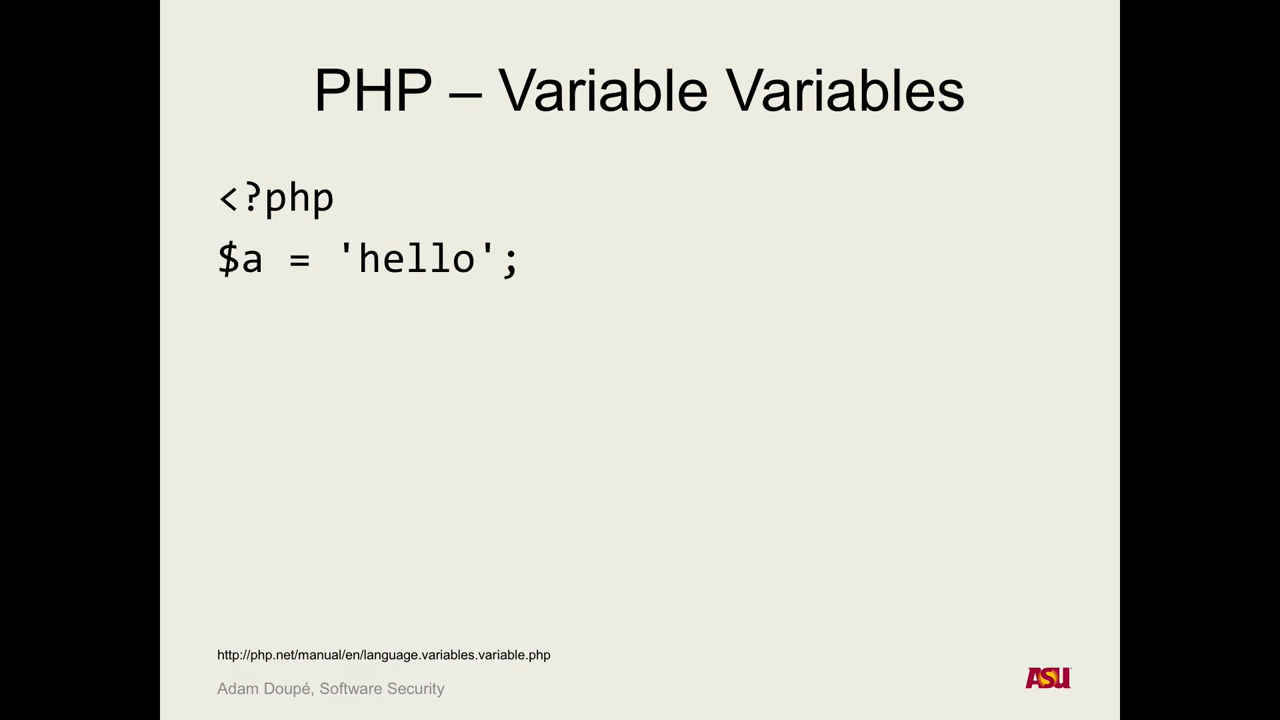 PHP – Variable Variables
<?php
$a = 'hello';
http://php.net/manual/en/language.variables.variable.php
Adam Doupé, Software Security
ASU